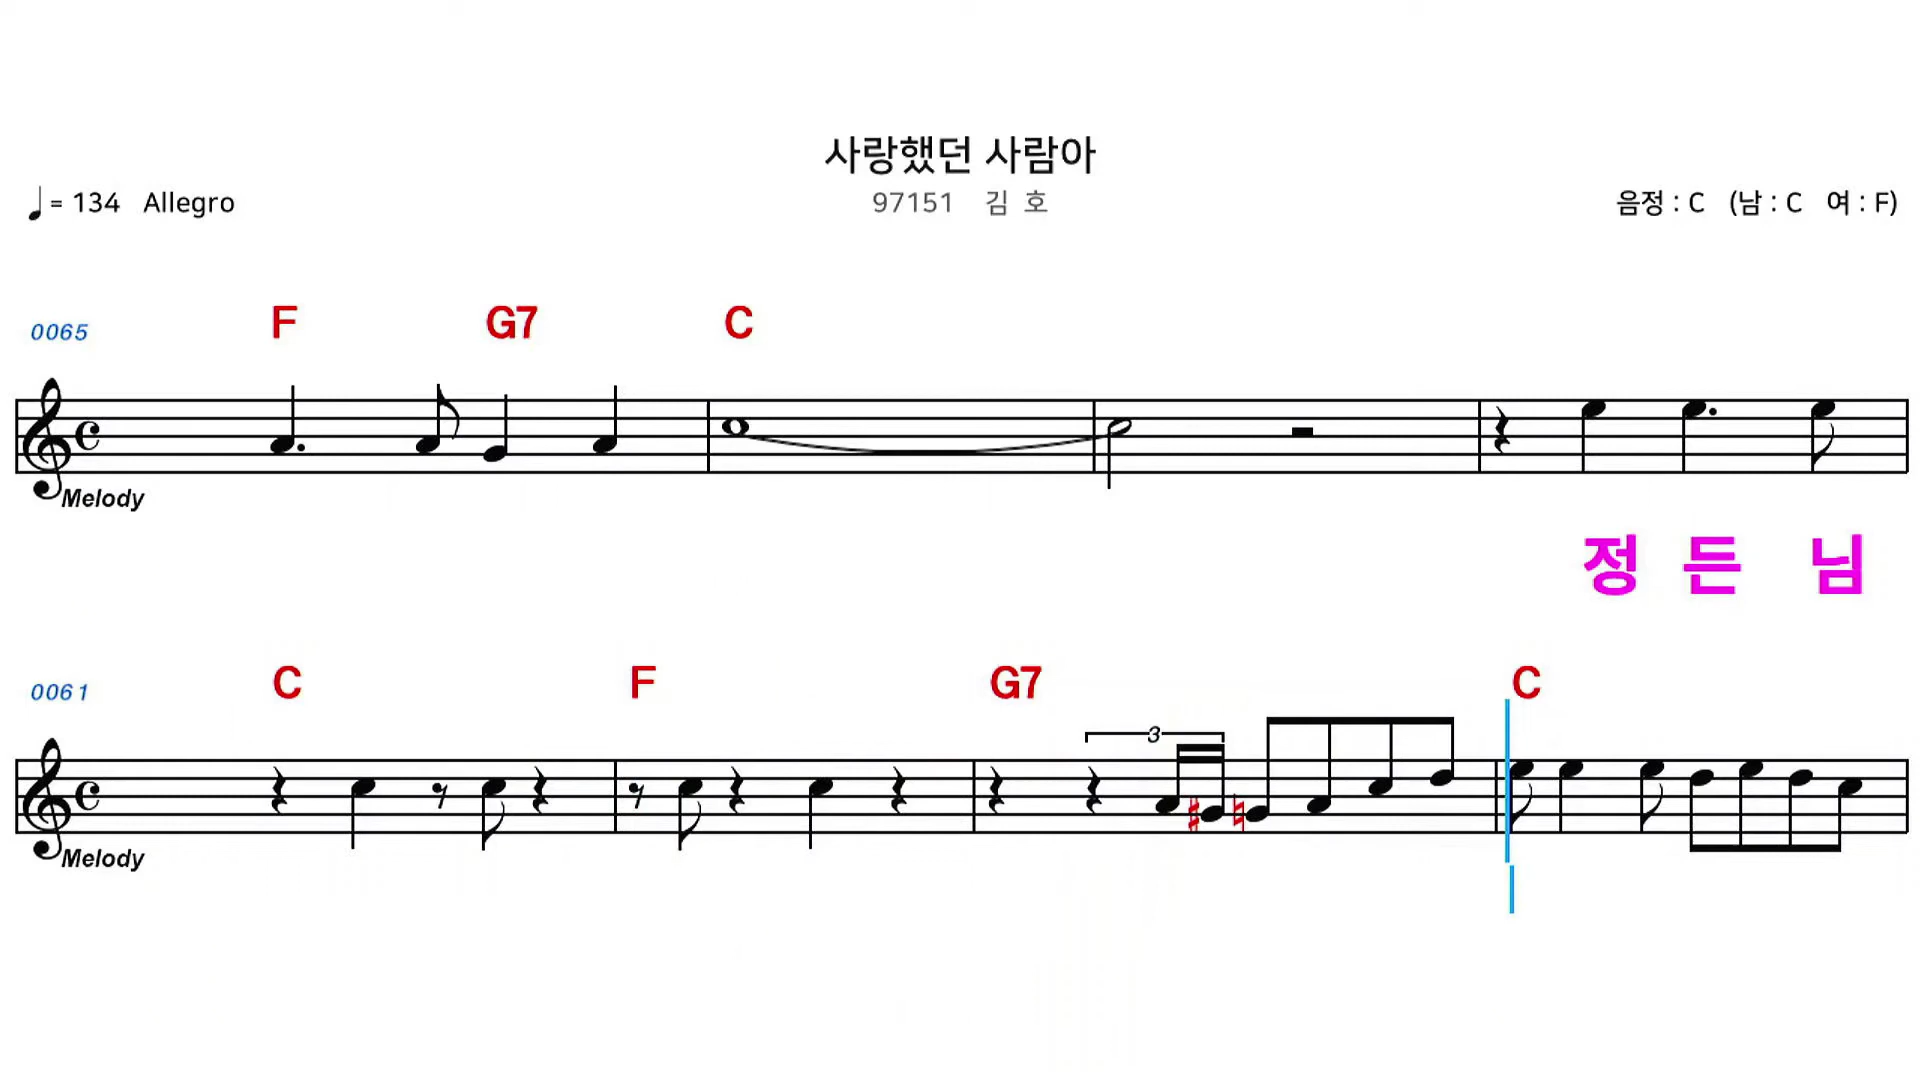 사랑했던 사람아
♩= 134 Allegro 97151 김 호 음정 : C (남 : C 여 : F)
0065 F G7 C
Melody
정 든 님
0061 C F G7 C
3
Melody